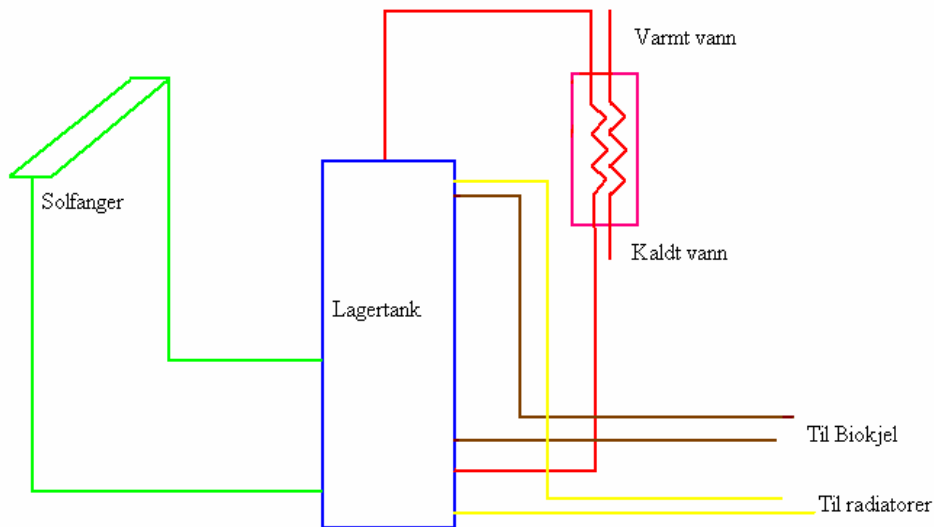 Varmt vann
Solfanger
Kaldt vann
Lagertank
Til Biokjel
Til radiatorer